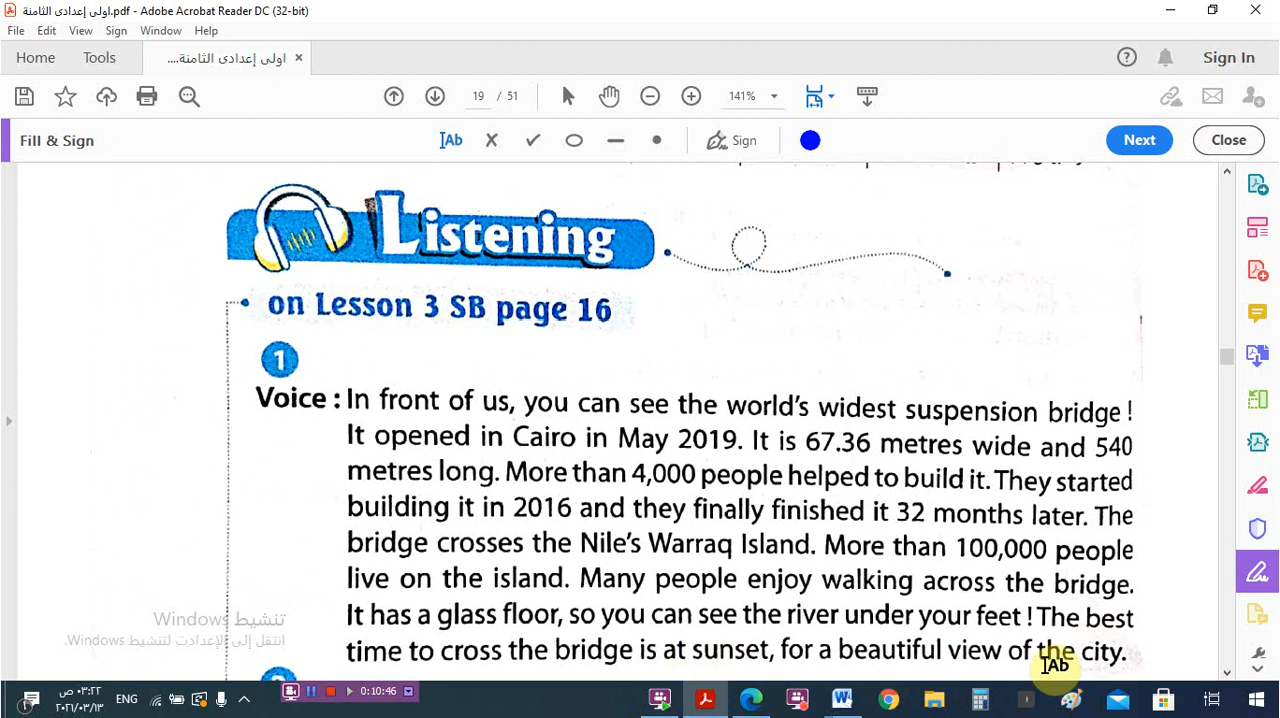 اولى إعدادى الثامنة.pdf - Adobe Acrobat Reader DC (32-bit)
File Edit View Sign Window Help
Home Tools اولى إعدادى الثامنة.... × Sign In
19 / 51 141%
Fill & Sign Ab Sign Next Close
Listening
on Lesson 3 SB page 16
1
Voice : In front of us, you can see the world's widest suspension bridge !
It opened in Cairo in May 2019. It is 67.36 metres wide and 540
metres long. More than 4,000 people helped to build it. They started
building it in 2016 and they finally finished it 32 months later. The
bridge crosses the Nile's Warraq Island. More than 100,000 people
live on the island. Many people enjoy walking across the bridge.
It has a glass floor, so you can see the river under your feet ! The best
time to cross the bridge is at sunset, for a beautiful view of the city.
تنشيط Windows
انتقل إلى الإعدادت لتنشيط Windows.
Ab
ENG 0:10:46
٠٣:٢٢ ص
٢٠٢١/٠٣/١٣